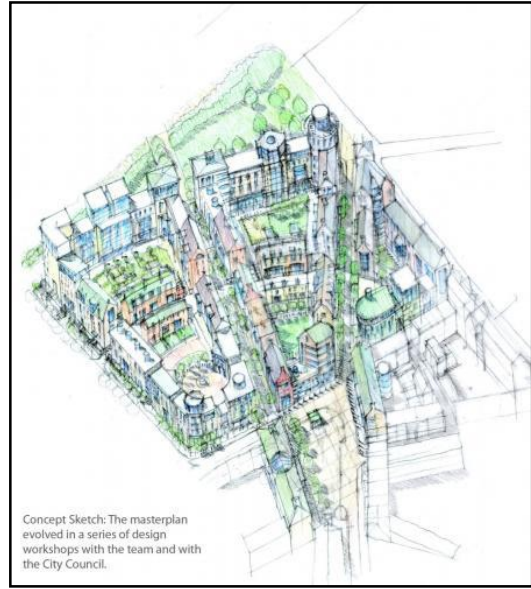 Concept Sketch: The masterplan
evolved in a series of design
workshops with the team and with
the City Council.